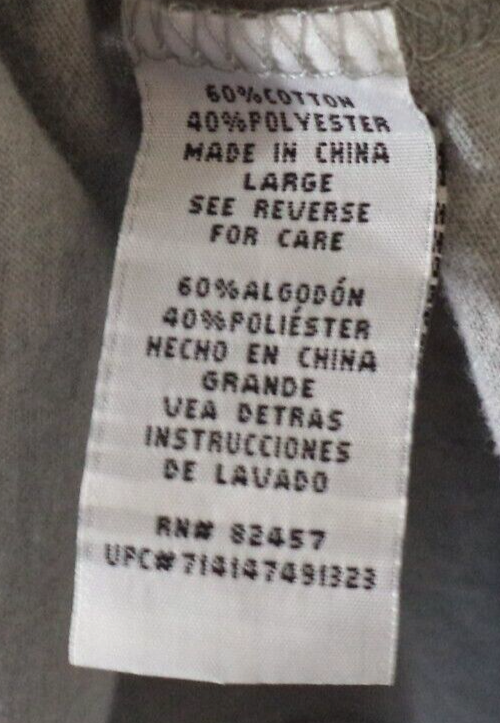 60%COTTON
40%POLYESTER
MADE IN CHINA
LARGE
SEE REVERSE
FOR CARE
60%ALGODÓN
40%POLIÉSTER
HECHO EN CHINA
GRANDE
VEA DETRAS
INSTRUCCIONES
DE LAVADO
RN# 82457
UPC#714147491323